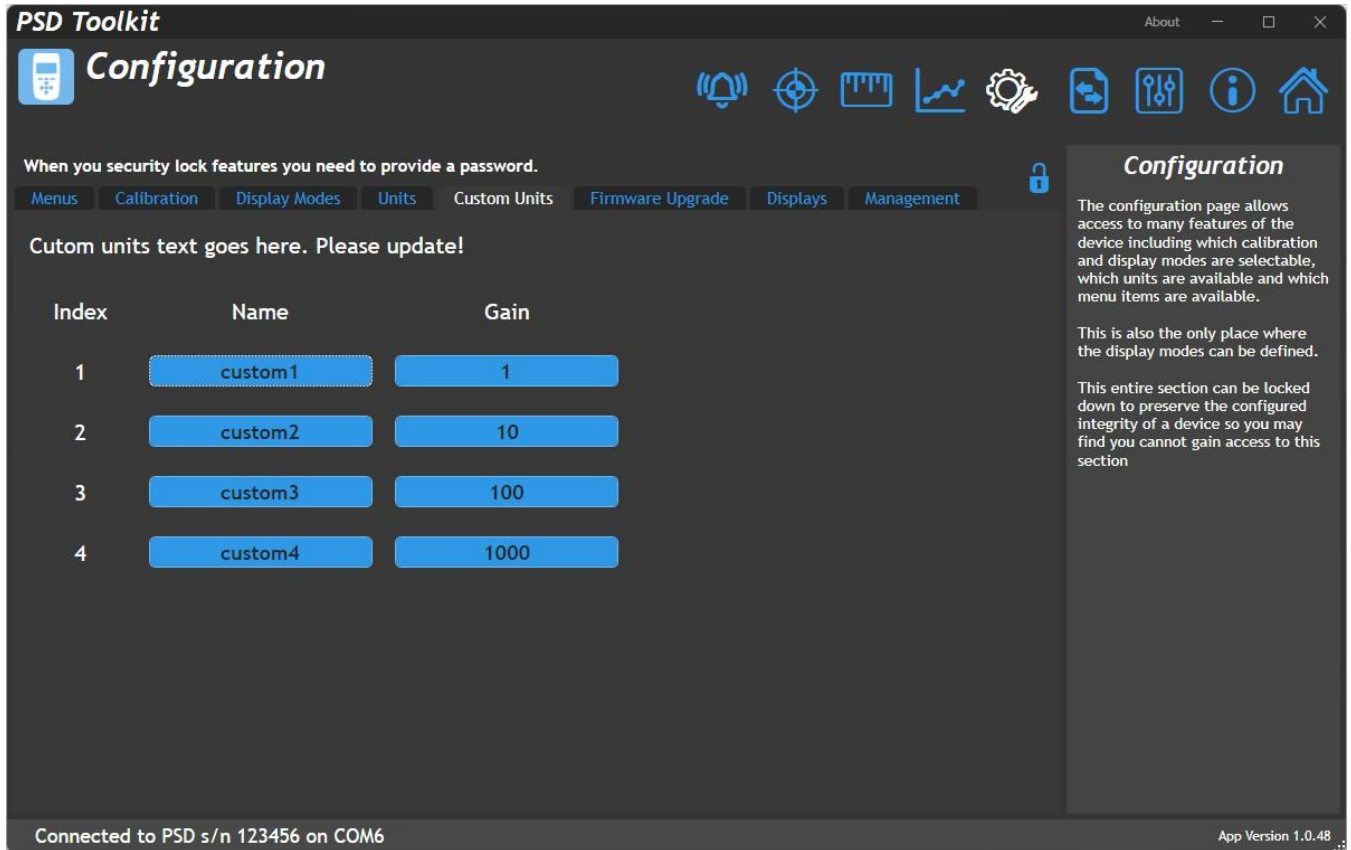 PSD Toolkit
About
Configuration
When you security lock features you need to provide a password.
Menus Calibration Display Modes Units Custom Units Firmware Upgrade Displays Management
Cutom units text goes here. Please update!
Index Name Gain
1 custom1 1
2 custom2 10
3 custom3 100
4 custom4 1000
Configuration
The configuration page allows
access to many features of the
device including which calibration
and display modes are selectable,
which units are available and which
menu items are available.
This is also the only place where
the display modes can be defined.
This entire section can be locked
down to preserve the configured
integrity of a device so you may
find you cannot gain access to this
section
Connected to PSD s/n 123456 on COM6
App Version 1.0.48